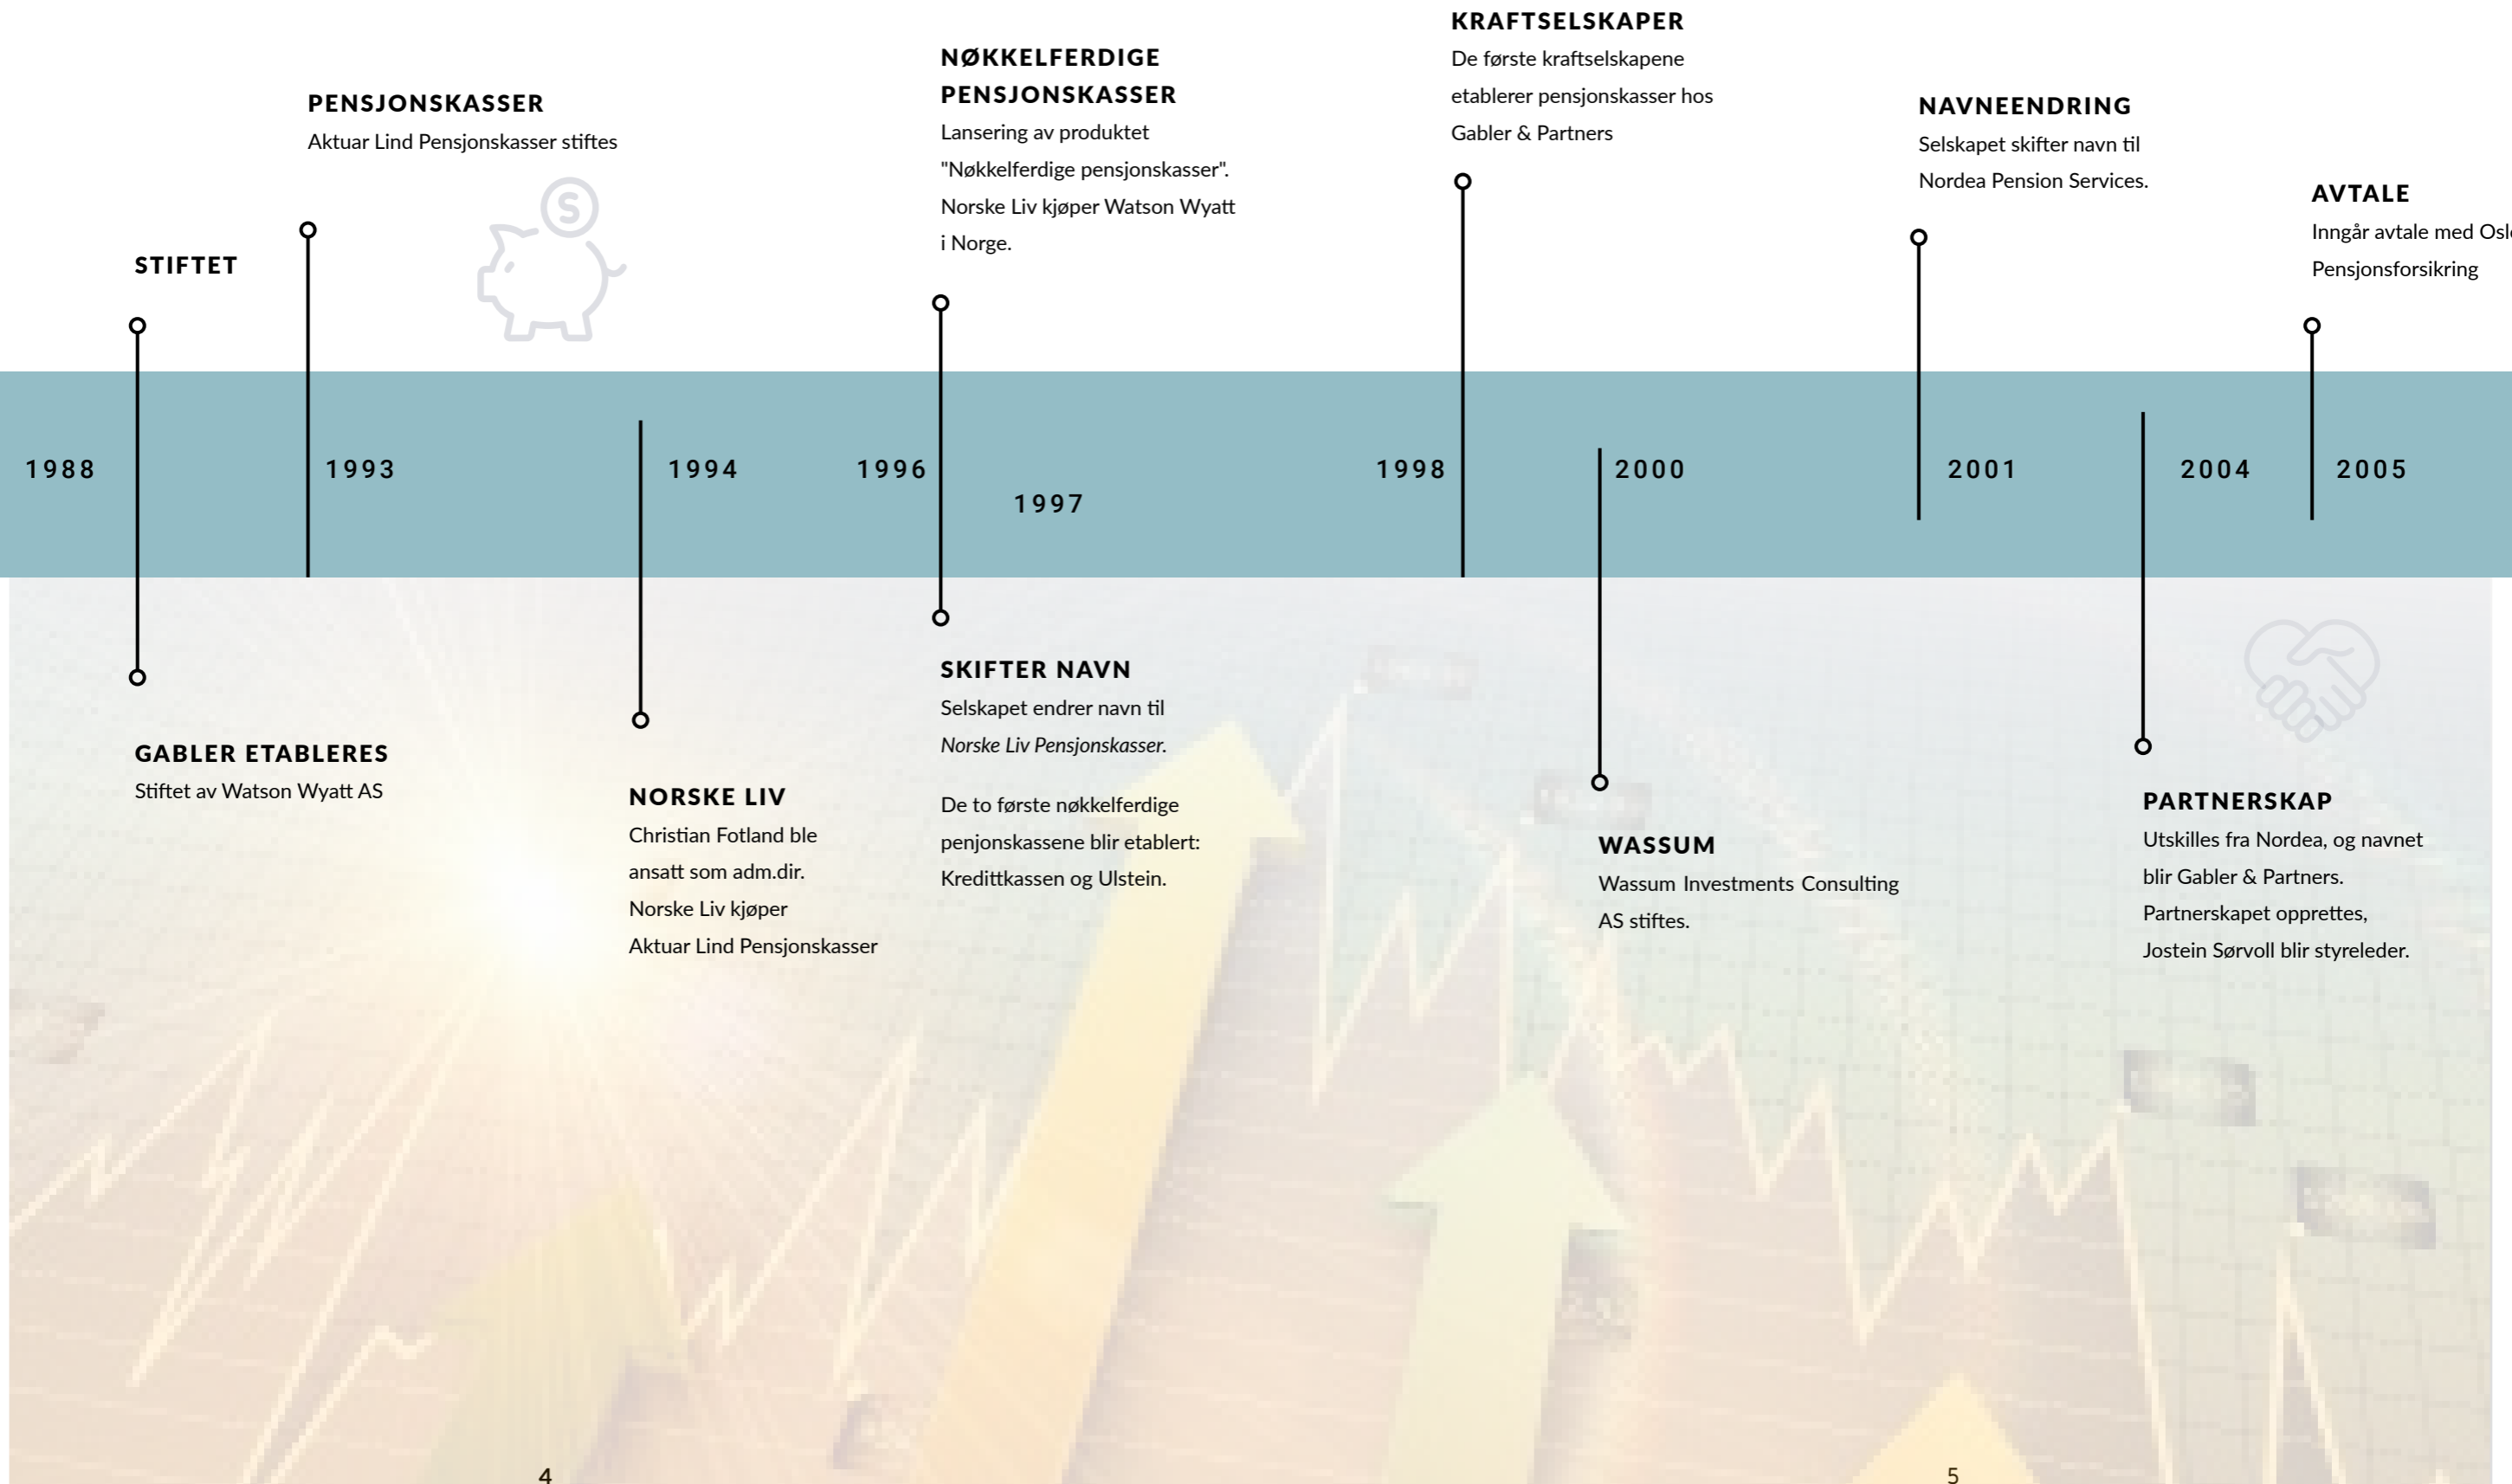 KRAFTSELSKAPER
De første kraftselskapene
etablerer pensjonskasser hos
Gabler & Partners
NØKKELFERDIGE
PENSJONSKASSER
Lansering av produktet
"Nøkkelferdige pensjonskasser".
Norske Liv kjøper Watson Wyatt
i Norge.
PENSJONSKASSER
Aktuar Lind Pensjonskasser stiftes
NAVNEENDRING
Selskapet skifter navn til
Nordea Pension Services.
AVTALE
Inngår avtale med
Pensjonsforsikring
STIFTET
1988
1993
1994
1996
1997
1998
2000
2001
2004
2005
GABLER ETABLERES
Stiftet av Watson Wyatt AS
NORSKE LIV
Christian Fotland ble
ansatt som adm.dir.
Norske Liv kjøper
Aktuar Lind Pensjonskasser
SKIFTER NAVN
Selskapet endrer navn til
Norske Liv Pensjonskasser.
De to første nøkkelferdige
penjonskassene blir etablert:
Kredittkassen og Ulstein.
WASSUM
Wassum Investments Consulting
AS stiftes.
PARTNERSKAP
Utskilles fra Nordea, og navnet
blir Gabler & Partners.
Partnerskapet opprettes,
Jostein Sørvoll blir styreleder.
4
5